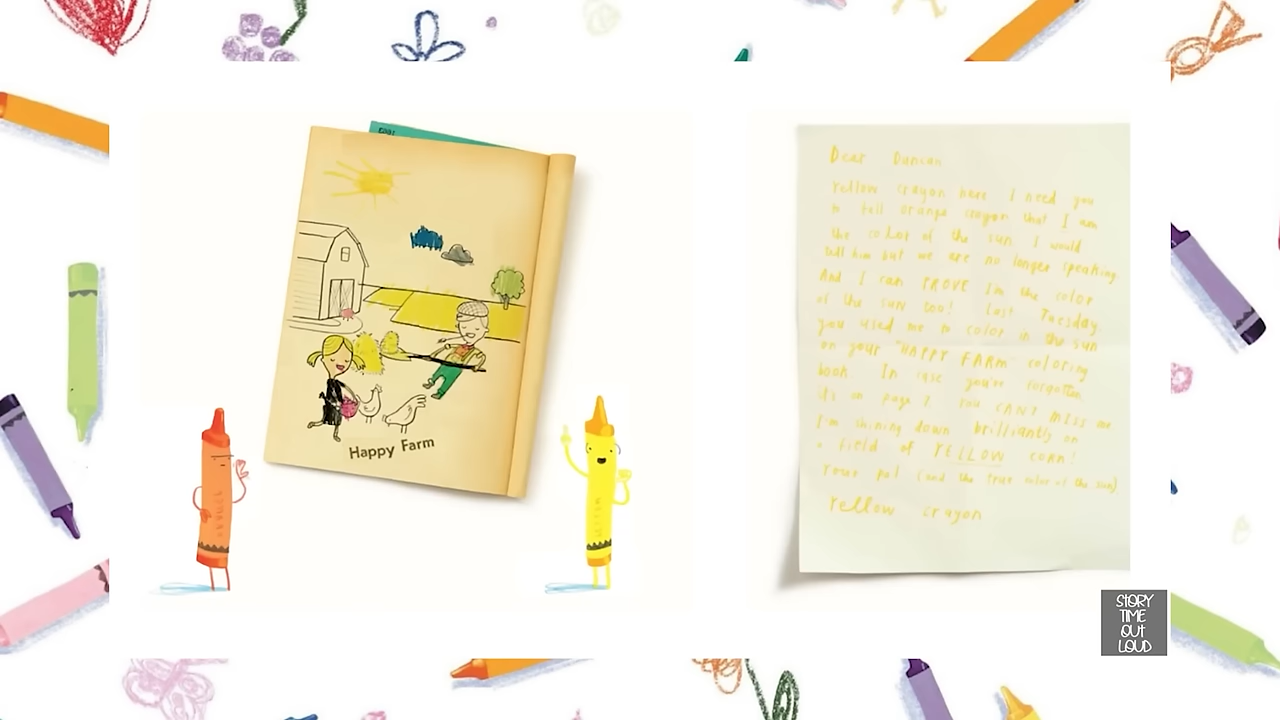 COOL
Happy Farm
ORANGE
YELLOW
Dear Duncan
Yellow crayon here I need you
to tell orange crayon that I am
the coLor of the sun I would
tell him but we are no longer speaking.
And I can PROVE I'm the color
of the sun too! Last Tuesday
you used me to color in the sun
on your "HAPPY FARM" coloring
book. In case you've forgotten
it's on page 7. You CAN'T MISS me
I'm shining down brilliantly on
a field of YELLOW corn!
Your pal (and the true color of the sun)
Yellow crayon
STORY
TIME
OUt
LOUD